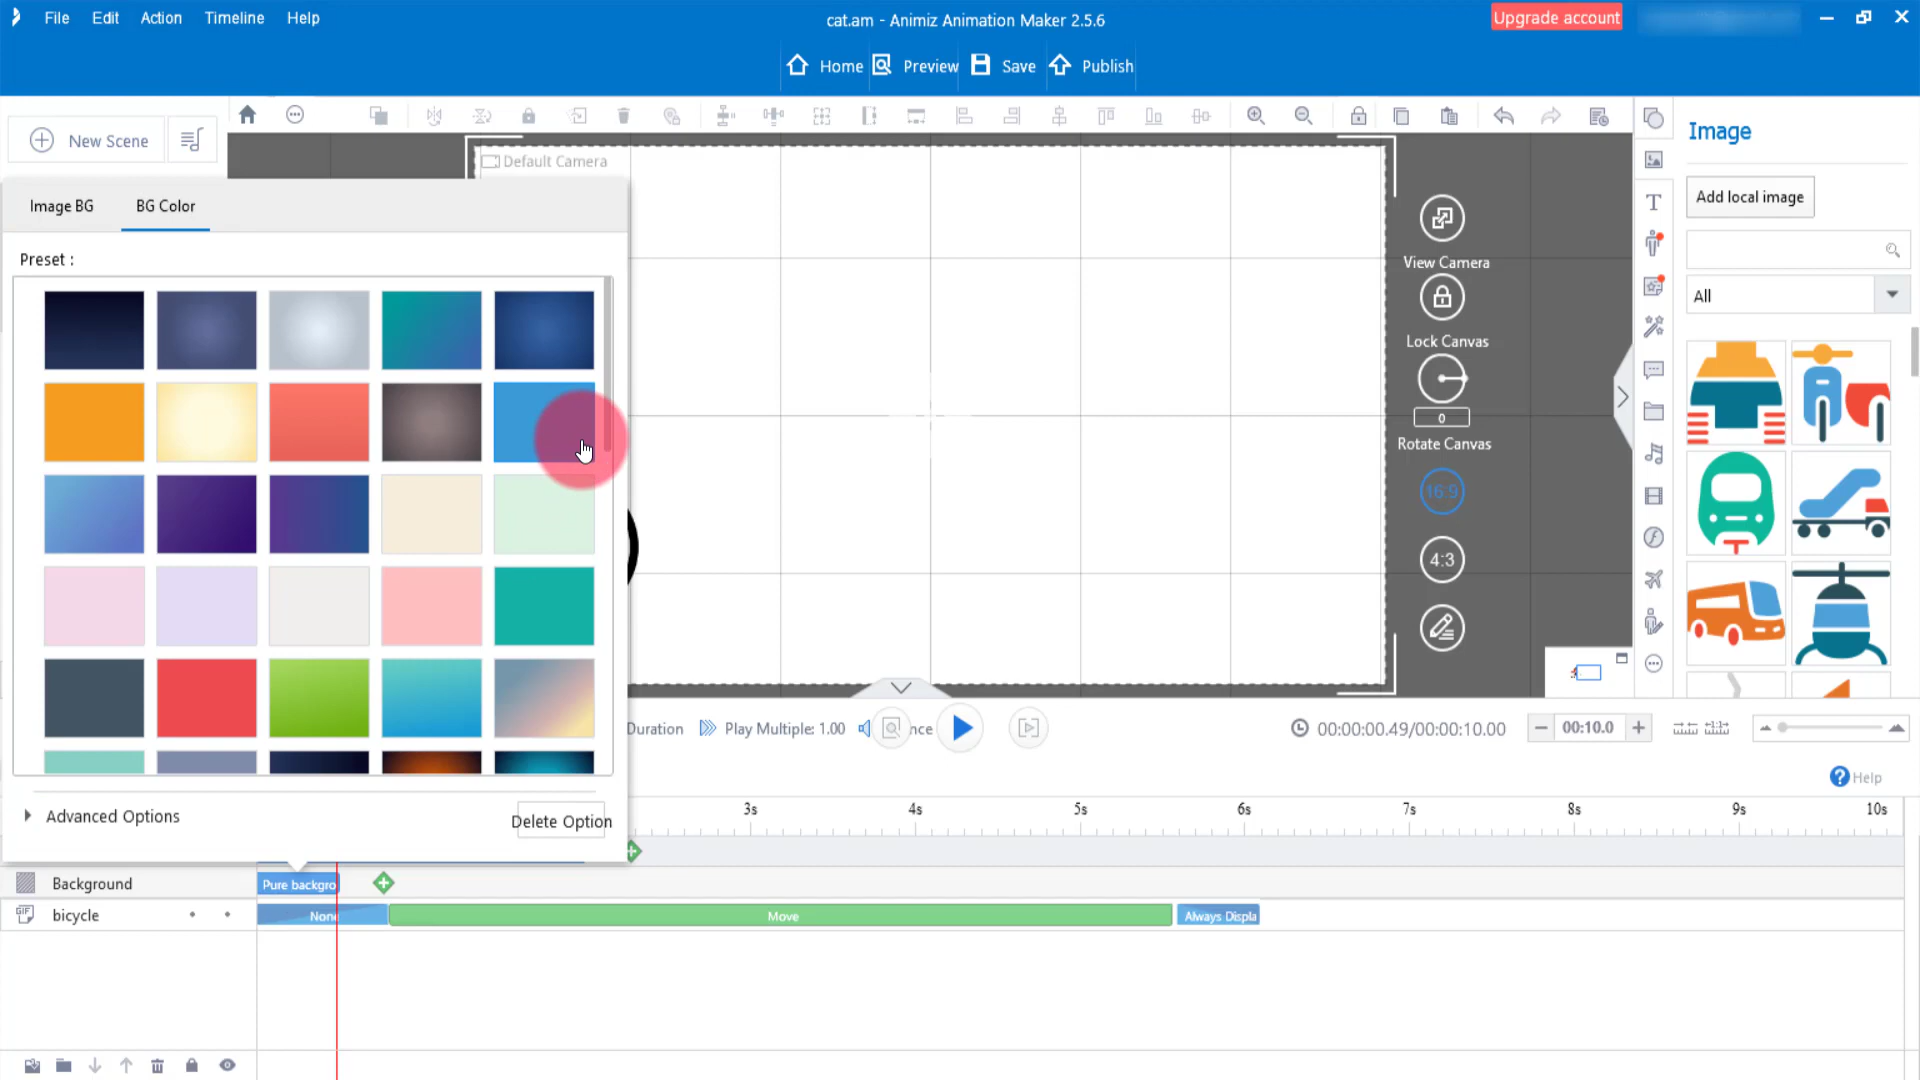 File Edit Action Timeline Help
cat.am - Animiz Animation Maker 2.5.6
Upgrade account
Home Preview Save Publish
New Scene
Default Camera
Image
Add local image
All
Image BG BG Color
Preset :
View Camera
Lock Canvas
0
Rotate Canvas
16:9
4:3
Duration Play Multiple: 1.00 nce 00:00:00.49/00:00:10.00 00:10.0
Help
Advanced Options Delete Option
3s 4s 5s 6s 7s 8s 9s 10s
Background Pure backgro
GIF bicycle None Move Always Displa